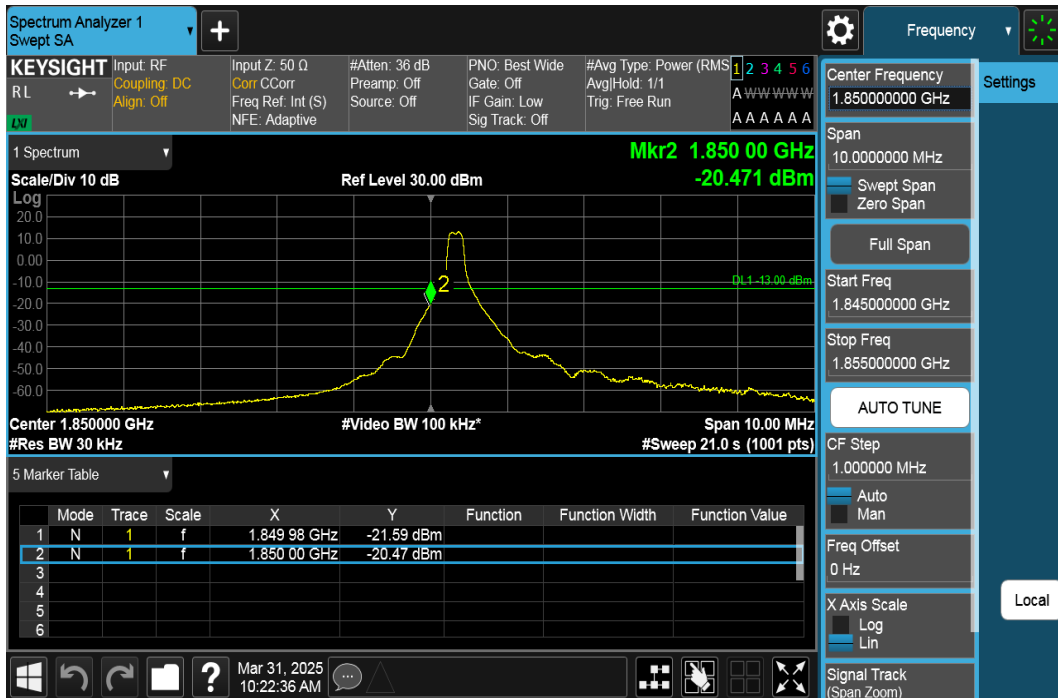 Spectrum Analyzer 1
Swept SA
Frequency
KEYSIGHT
R L
LXI
Input: RF
Coupling: DC
Align: Off
Input Z: 50 Ω
Corr CCorr
Freq Ref: Int (S)
NFE: Adaptive
#Atten: 36 dB
Preamp: Off
Source: Off
PNO: Best Wide
Gate: Off
IF Gain: Low
Sig Track: Off
#Avg Type: Power (RMS
Avg|Hold: 1/1
Trig: Free Run
1 2 3 4 5 6
A W W W W W
A A A A A A
1 Spectrum
Scale/Div 10 dB
Ref Level 30.00 dBm
Mkr2 1.850 00 GHz
-20.471 dBm
Log
20.0
10.0
0.00
-10.0
-20.0
-30.0
-40.0
-50.0
-60.0
2
DL1 -13.00 dBm
Center 1.850000 GHz
#Video BW 100 kHz*
Span 10.00 MHz
#Res BW 30 kHz
#Sweep 21.0 s (1001 pts)
5 Marker Table
Mode Trace Scale X Y Function Function Width Function Value
1 N 1 f 1.849 98 GHz -21.59 dBm
2 N 1 f 1.850 00 GHz -20.47 dBm
3
4
5
6
?
Mar 31, 2025
10:22:36 AM
Center Frequency
1.850000000 GHz
Span
10.0000000 MHz
Swept Span
Zero Span
Full Span
Start Freq
1.845000000 GHz
Stop Freq
1.855000000 GHz
AUTO TUNE
CF Step
1.000000 MHz
Auto
Man
Freq Offset
0 Hz
X Axis Scale
Log
Lin
Signal Track
(Span Zoom)
Settings
Local